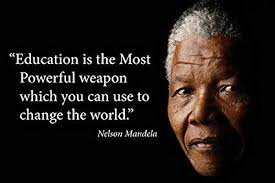 “Education is the Most
Powerful weapon
which you can use to
change the world.”
Nelson Mandela